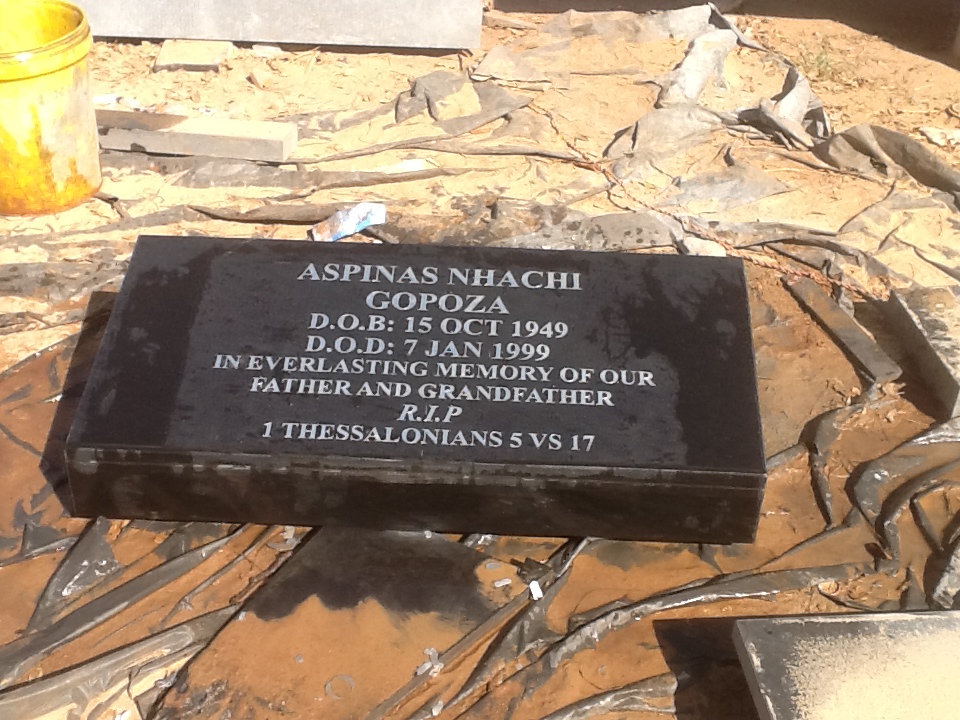 ASPINAS NHACHI
GOPOZA
D.O.B: 15 OCT 1949
D.O.D: 7 JAN 1999
IN EVERLASTING MEMORY OF OUR
FATHER AND GRANDFATHER
R.I.P
1 THESSALONIANS 5 VS 17